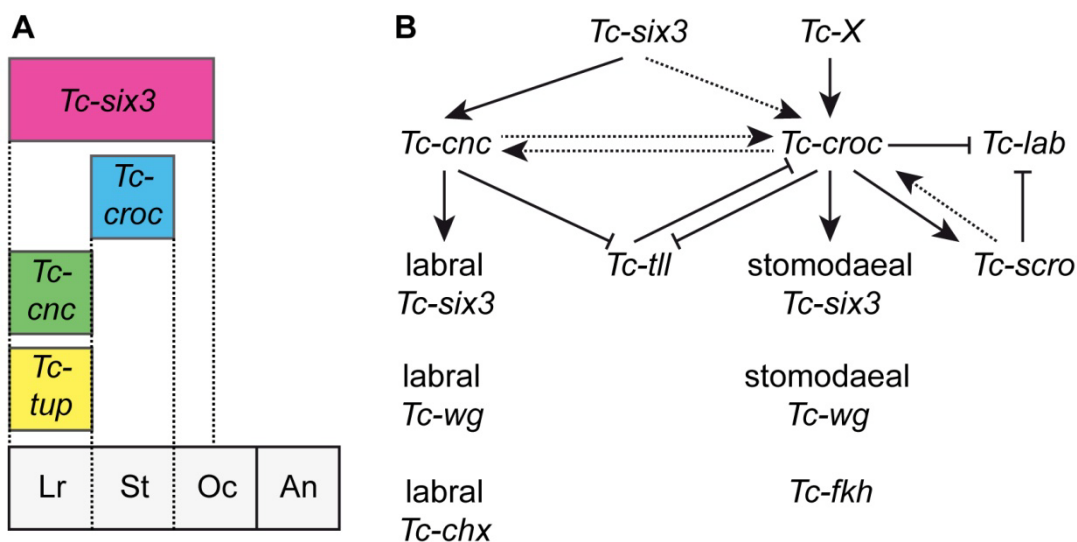 A
Tc-six3
Tc-
croc
Tc-
cnc
Tc-
tup
Lr
St
Oc
An
B
Tc-six3
Tc-X
Tc-cnc
Tc-croc
Tc-lab
labral
Tc-six3
Tc-tll
stomodaeal
Tc-six3
Tc-scro
labral
Tc-wg
stomodaeal
Tc-wg
labral
Tc-chx
Tc-fkh